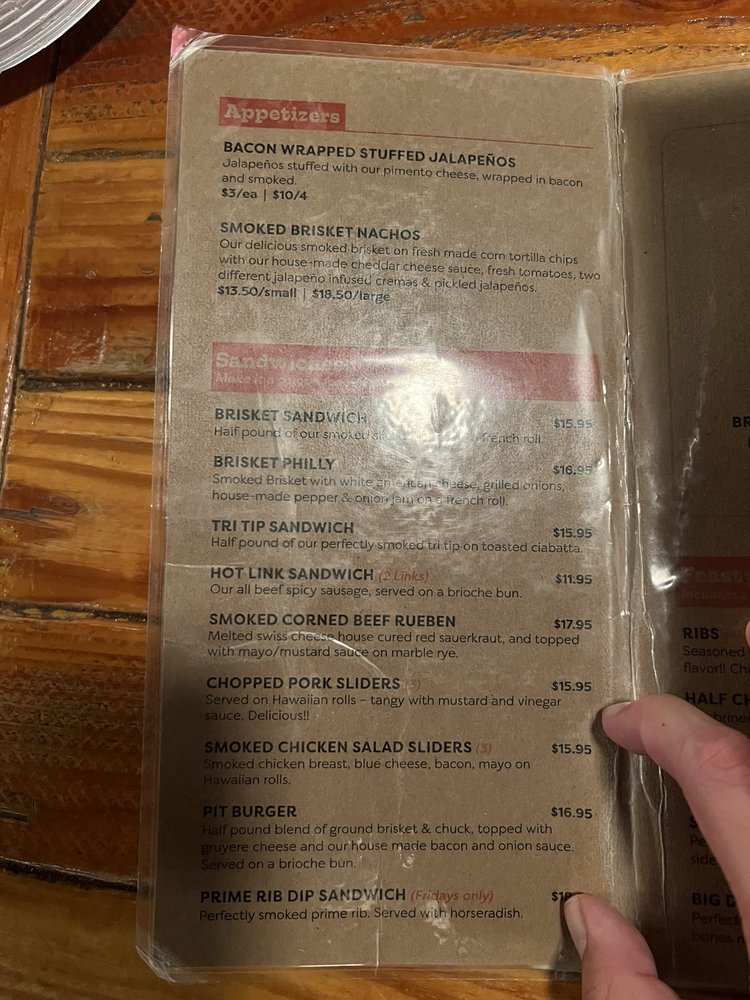 Appetizers
BACON WRAPPED STUFFED JALAPEÑOS
Jalapeños stuffed with our pimento cheese, wrapped in bacon
and smoked.
$3/ea | $10/4
SMOKED BRISKET NACHOS
Our delicious smoked brisket on fresh made corn tortilla chips
with our house-made cheddar cheese sauce, fresh tomatoes, two
different jalapeño infused cremas & pickled jalapeños.
$13.50/small | $18.50/large
Sandwiches
Make it a
BRISKET SANDWICH $15.95
Half pound of our smoked french roll.
BRISKET PHILLY $16.95
Smoked Brisket with white american cheese, grilled onions,
house-made pepper & onion jam on a french roll.
TRI TIP SANDWICH $15.95
Half pound of our perfectly smoked tri tip on toasted ciabatta.
HOT LINK SANDWICH (2 Links) $11.95
Our all beef spicy sausage, served on a brioche bun.
SMOKED CORNED BEEF RUEBEN $17.95
Melted swiss cheese house cured red sauerkraut, and topped
with mayo/mustard sauce on marble rye.
CHOPPED PORK SLIDERS (3) $15.95
Served on Hawaiian rolls – tangy with mustard and vinegar
sauce. Delicious!!
SMOKED CHICKEN SALAD SLIDERS (3) $15.95
Smoked chicken breast, blue cheese, bacon, mayo on
Hawaiian rolls.
PIT BURGER $16.95
Half pound blend of ground brisket & chuck, topped with
gruyere cheese and our house made bacon and onion sauce.
Served on a brioche bun.
PRIME RIB DIP SANDWICH (Fridays only)
Perfectly smoked prime rib. Served with horseradish.
RIBS
Seasoned
HALF
BIG
bones